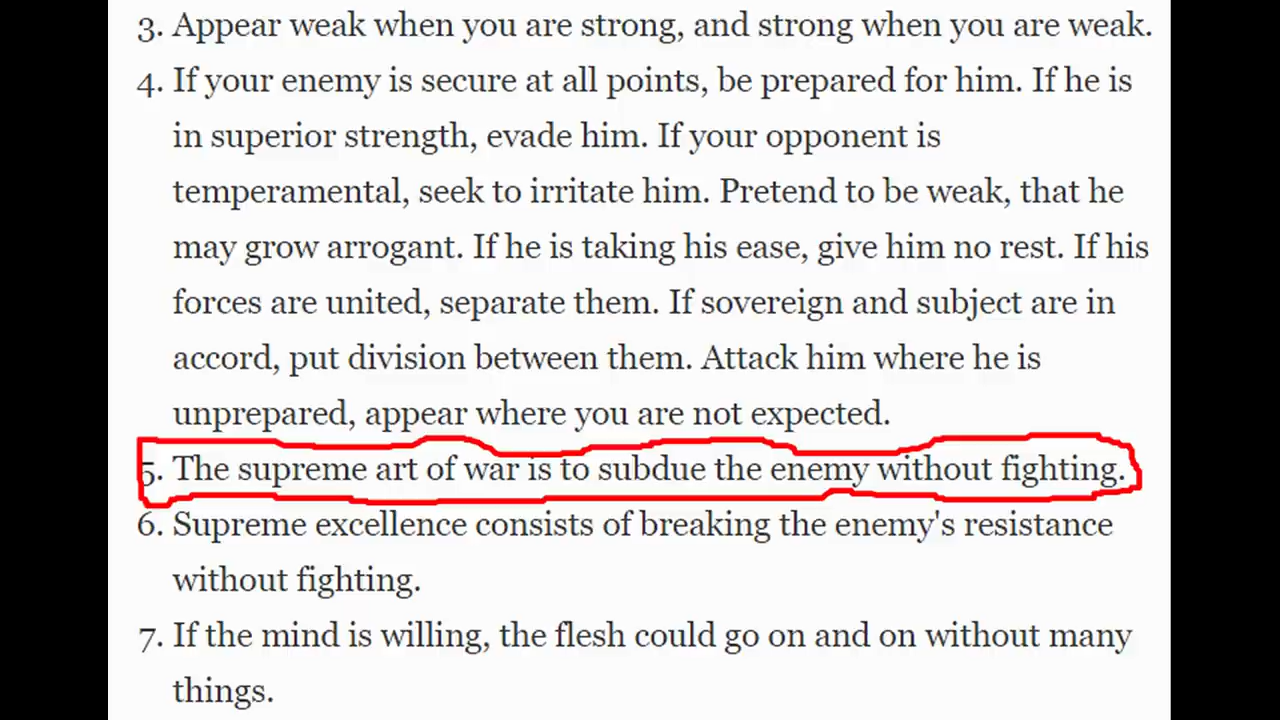 3. Appear weak when you are strong, and strong when you are weak.
4. If your enemy is secure at all points, be prepared for him. If he is
in superior strength, evade him. If your opponent is
temperamental, seek to irritate him. Pretend to be weak, that he
may grow arrogant. If he is taking his ease, give him no rest. If his
forces are united, separate them. If sovereign and subject are in
accord, put division between them. Attack him where he is
unprepared, appear where you are not expected.
5. The supreme art of war is to subdue the enemy without fighting.
6. Supreme excellence consists of breaking the enemy's resistance
without fighting.
7. If the mind is willing, the flesh could go on and on without many
things.